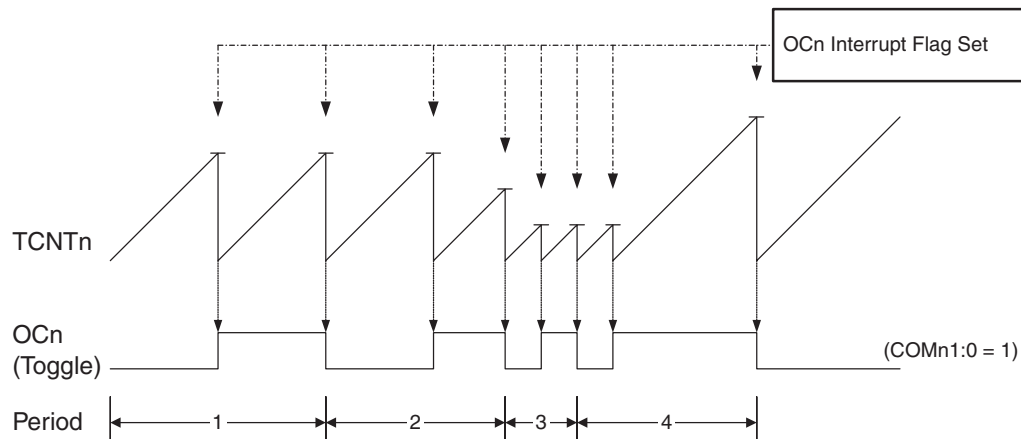 OCn Interrupt Flag Set
TCNTn
OCn
(Toggle)
(COMn1:0 = 1)
Period
1
2
3
4